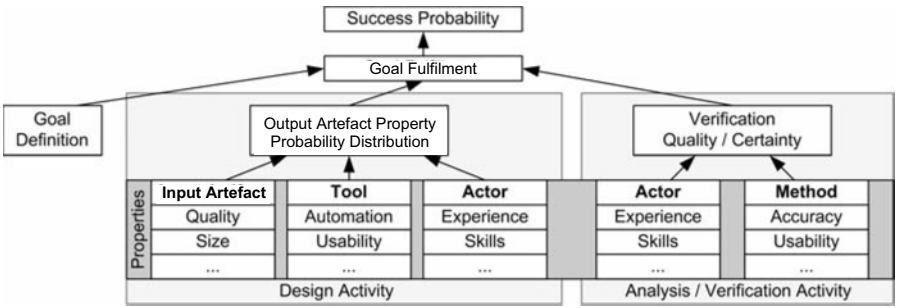 Success Probability
Goal Fulfilment
Goal
Definition
Output Artefact Property
Probability Distribution
Verification
Quality / Certainty
Properties
Input Artefact
Quality
Size
...
Tool
Automation
Usability
...
Actor
Experience
Skills
...
Actor
Experience
Skills
...
Method
Accuracy
Usability
...
Design Activity
Analysis / Verification Activity